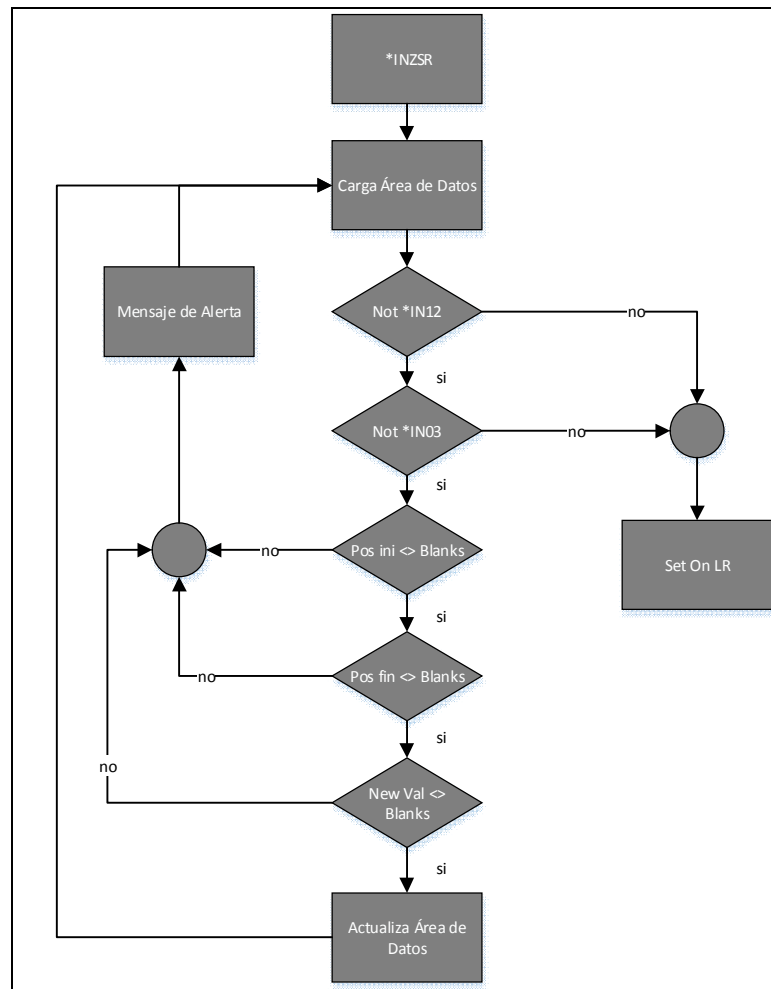 *INZSR
Carga Área de Datos
Mensaje de Alerta
Not *IN12
no
si
Not *IN03
no
si
Pos ini <> Blanks
no
si
Set On LR
Pos fin <> Blanks
no
si
no
New Val <>
Blanks
si
Actualiza Área de
Datos